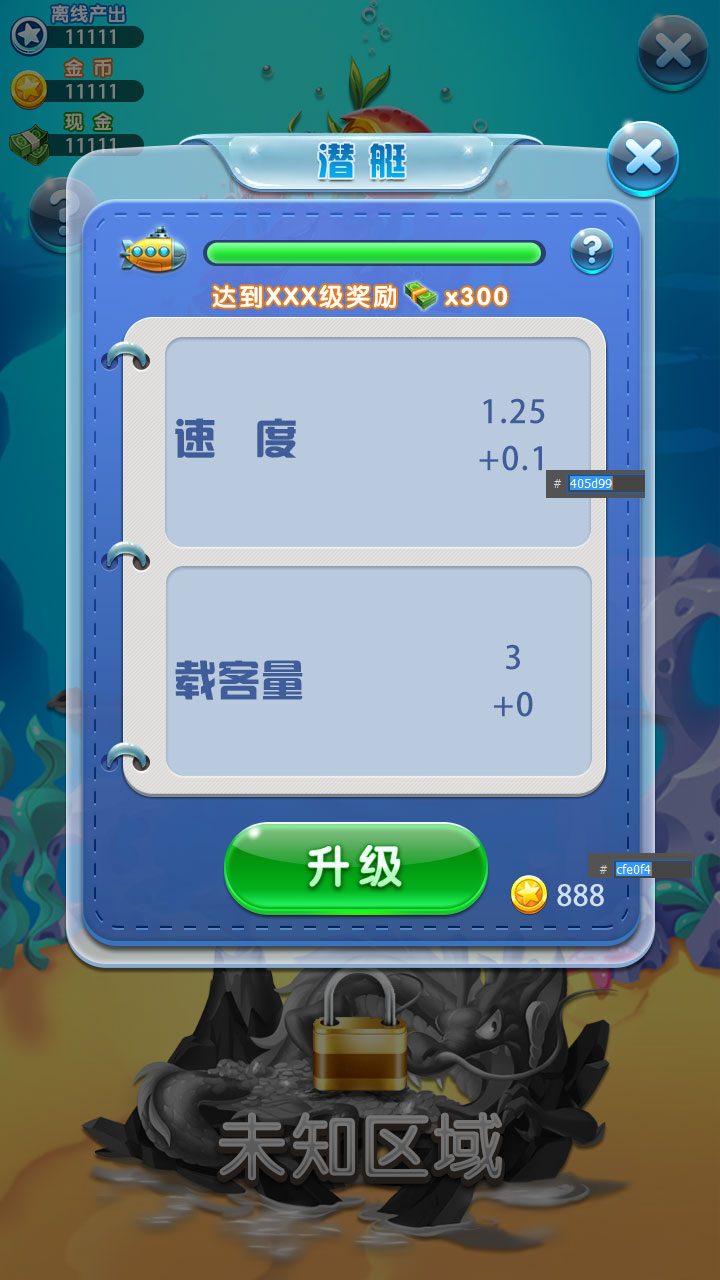 离线产出
11111
金币
11111
现金
11111
潜艇
?
?
达到XXX级奖励 x300
速 度
1.25
+0.1
# 405d99
载客量
3
+0
升级
888
# cfe0f4
未知区域